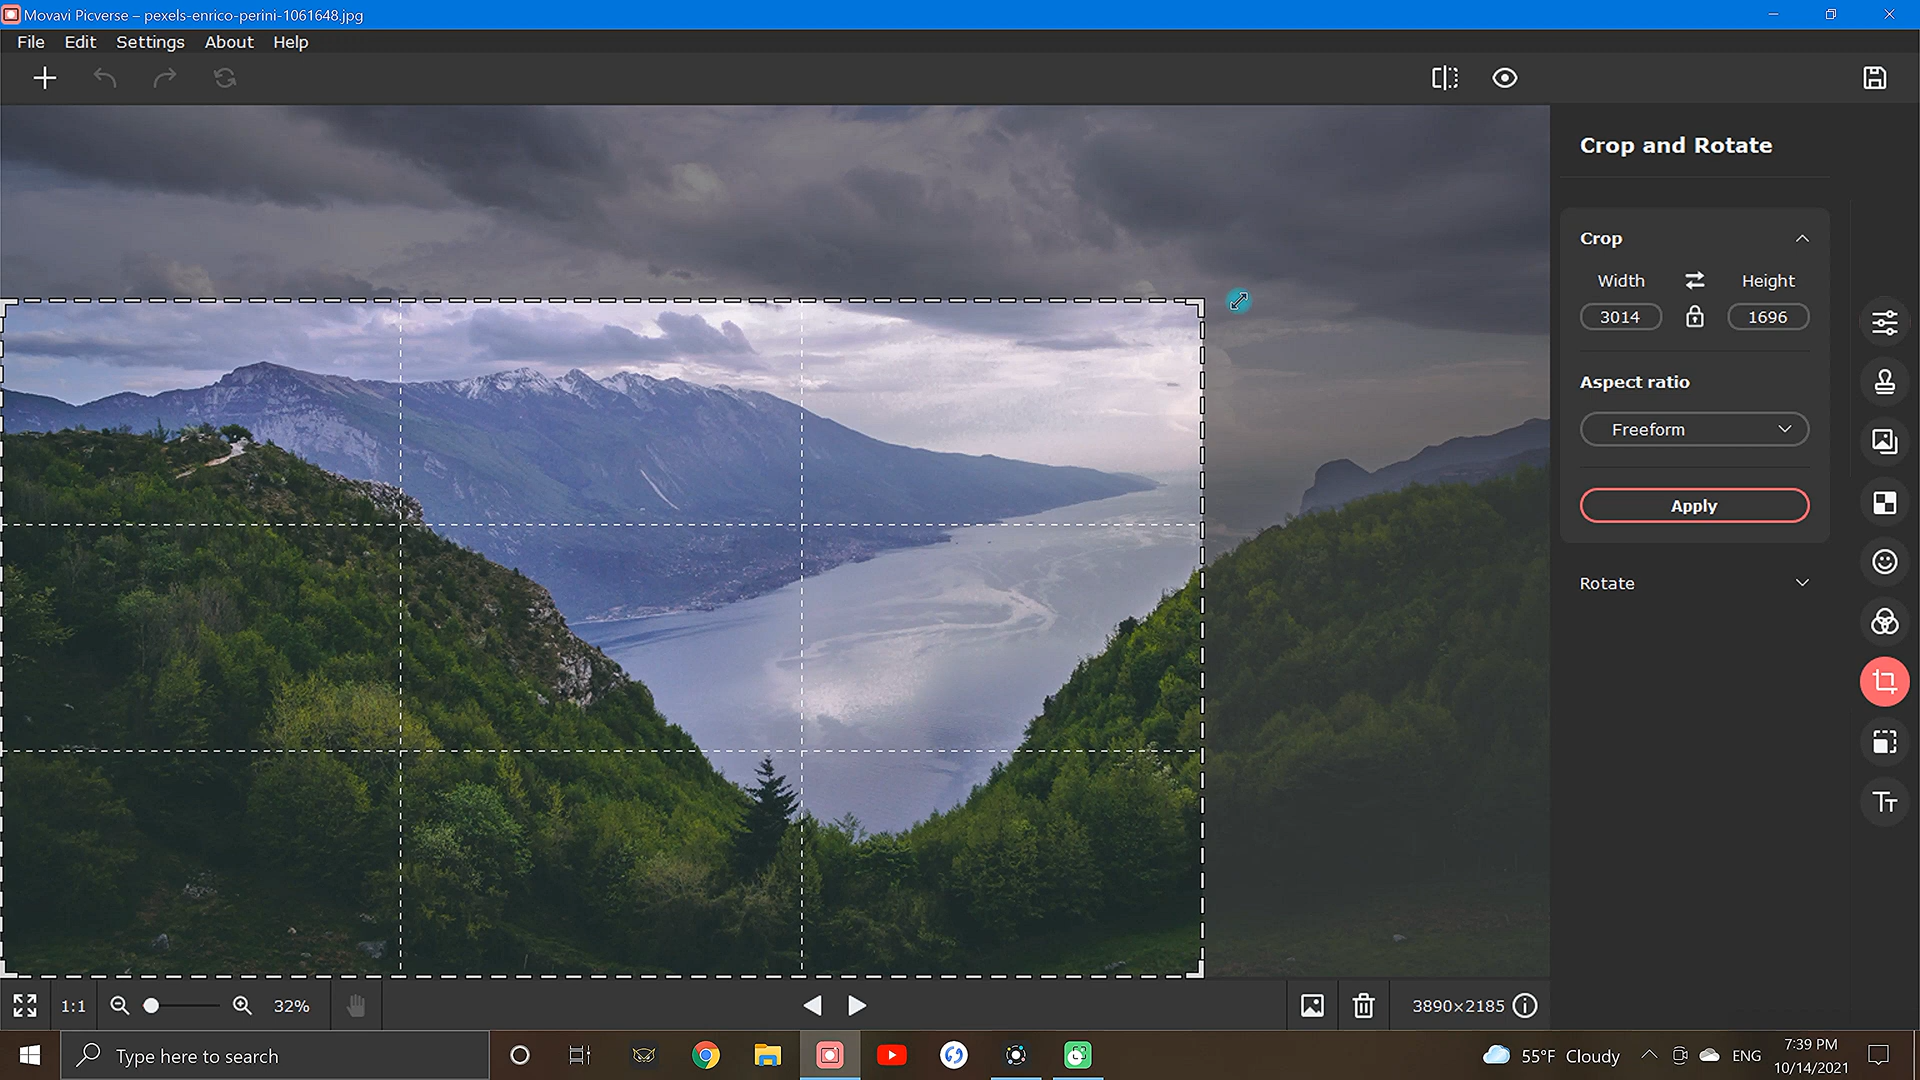 Movavi Picverse – pexels-enrico-perini-1061648.jpg
File Edit Settings About Help
Crop and Rotate
Crop
Width Height
3014 1696
Aspect ratio
Freeform
Apply
Rotate
1:1 32% 3890×2185
Type here to search
55°F Cloudy ENG
7:39 PM
10/14/2021